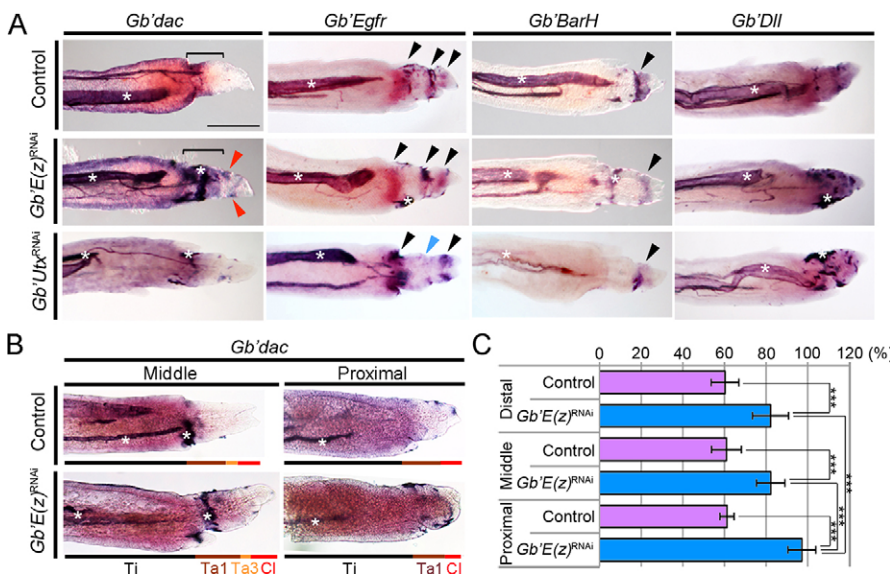 A
Gb'dac
Gb'Egfr
Gb'BarH
Gb'Dll
Control
Gb'E(z)RNAi
Gb'UtxRNAi
B
Gb'dac
Middle
Proximal
Control
Gb'E(z)RNAi
Ti
Ta1
Ta3
Cl
Ti
Ta1
Cl
C
0 20 40 60 80 100 120 (%)
Distal
Control
Gb'E(z)RNAi
Middle
Control
Gb'E(z)RNAi
Proximal
Control
Gb'E(z)RNAi
***
***
***
***
***